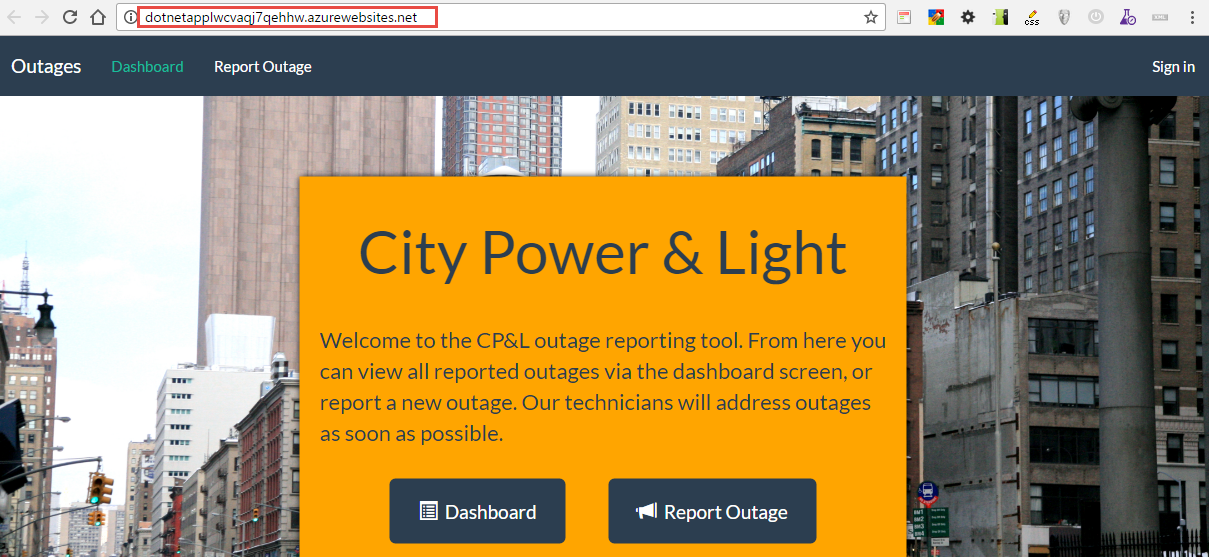 dotnetapplwcvaqj7qehhw.azurewebsites.net
css
Outages Dashboard Report Outage Sign in
City Power & Light
Welcome to the CP&L outage reporting tool. From here you
can view all reported outages via the dashboard screen, or
report a new outage. Our technicians will address outages
as soon as possible.
Dashboard Report Outage